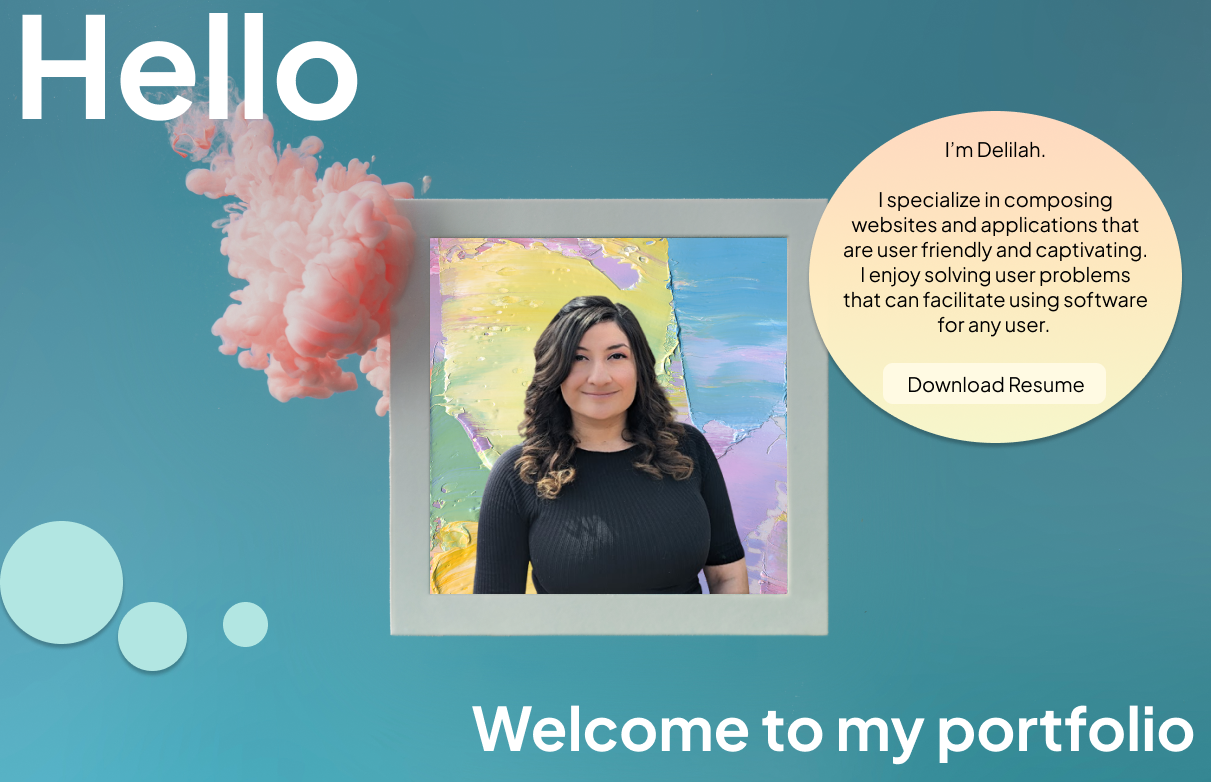 Hello
I’m Delilah.
I specialize in composing
websites and applications that
are user friendly and captivating.
I enjoy solving user problems
that can facilitate using software
for any user.
Download Resume
Welcome to my portfolio